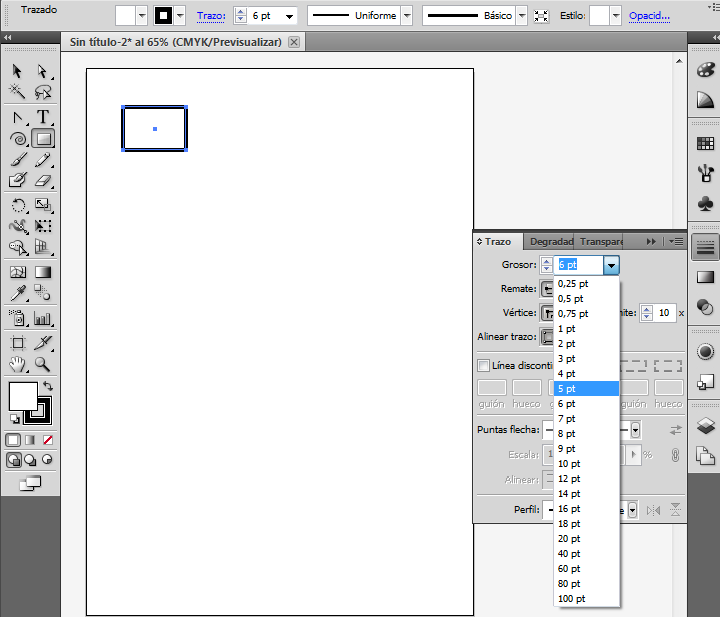 Trazado
Trazo: 6 pt Uniforme Básico Estilo: Opacid...
Sin título-2* al 65% (CMYK/Previsualizar)
Trazo Degradad Transpare
Grosor: 6 pt
0,25 pt
Remate:
0,5 pt
0,75 pt
Vértice: nite: 10 x
1 pt
Alinear trazo:
2 pt
3 pt
Línea disconti
4 pt
5 pt
guión hueco guión hueco
6 pt
7 pt
Puntas flecha:
8 pt
9 pt
Escala: 1 %
10 pt
Alinear:
12 pt
14 pt
Perfil: e
16 pt
18 pt
20 pt
40 pt
60 pt
80 pt
100 pt